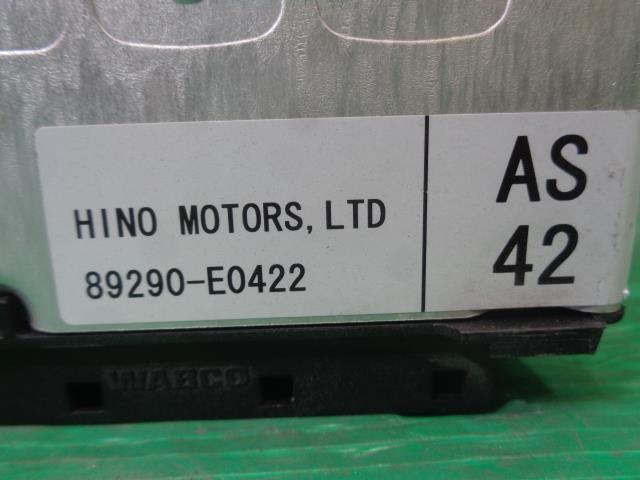 HINO MOTORS,LTD
89290-E0422
AS
42
WABCO